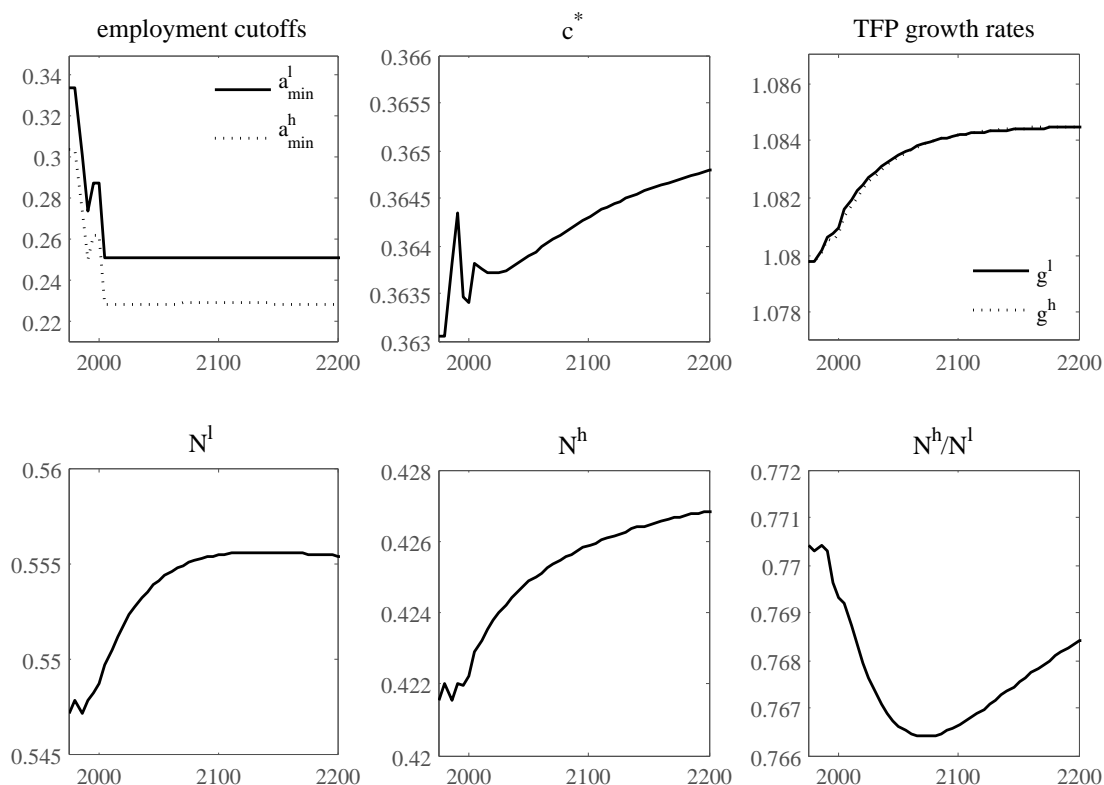 employment cutoffs
0.34
0.32
0.3
0.28
0.26
0.24
0.22
a^l_min
a^h_min
2000 2100 2200
c^*
0.366
0.3655
0.365
0.3645
0.364
0.3635
0.363
2000 2100 2200
TFP growth rates
1.086
1.084
1.082
1.08
1.078
g^l
g^h
2000 2100 2200
N^l
0.56
0.555
0.55
0.545
2000 2100 2200
N^h
0.428
0.426
0.424
0.422
0.42
2000 2100 2200
N^h/N^l
0.772
0.771
0.77
0.769
0.768
0.767
0.766
2000 2100 2200